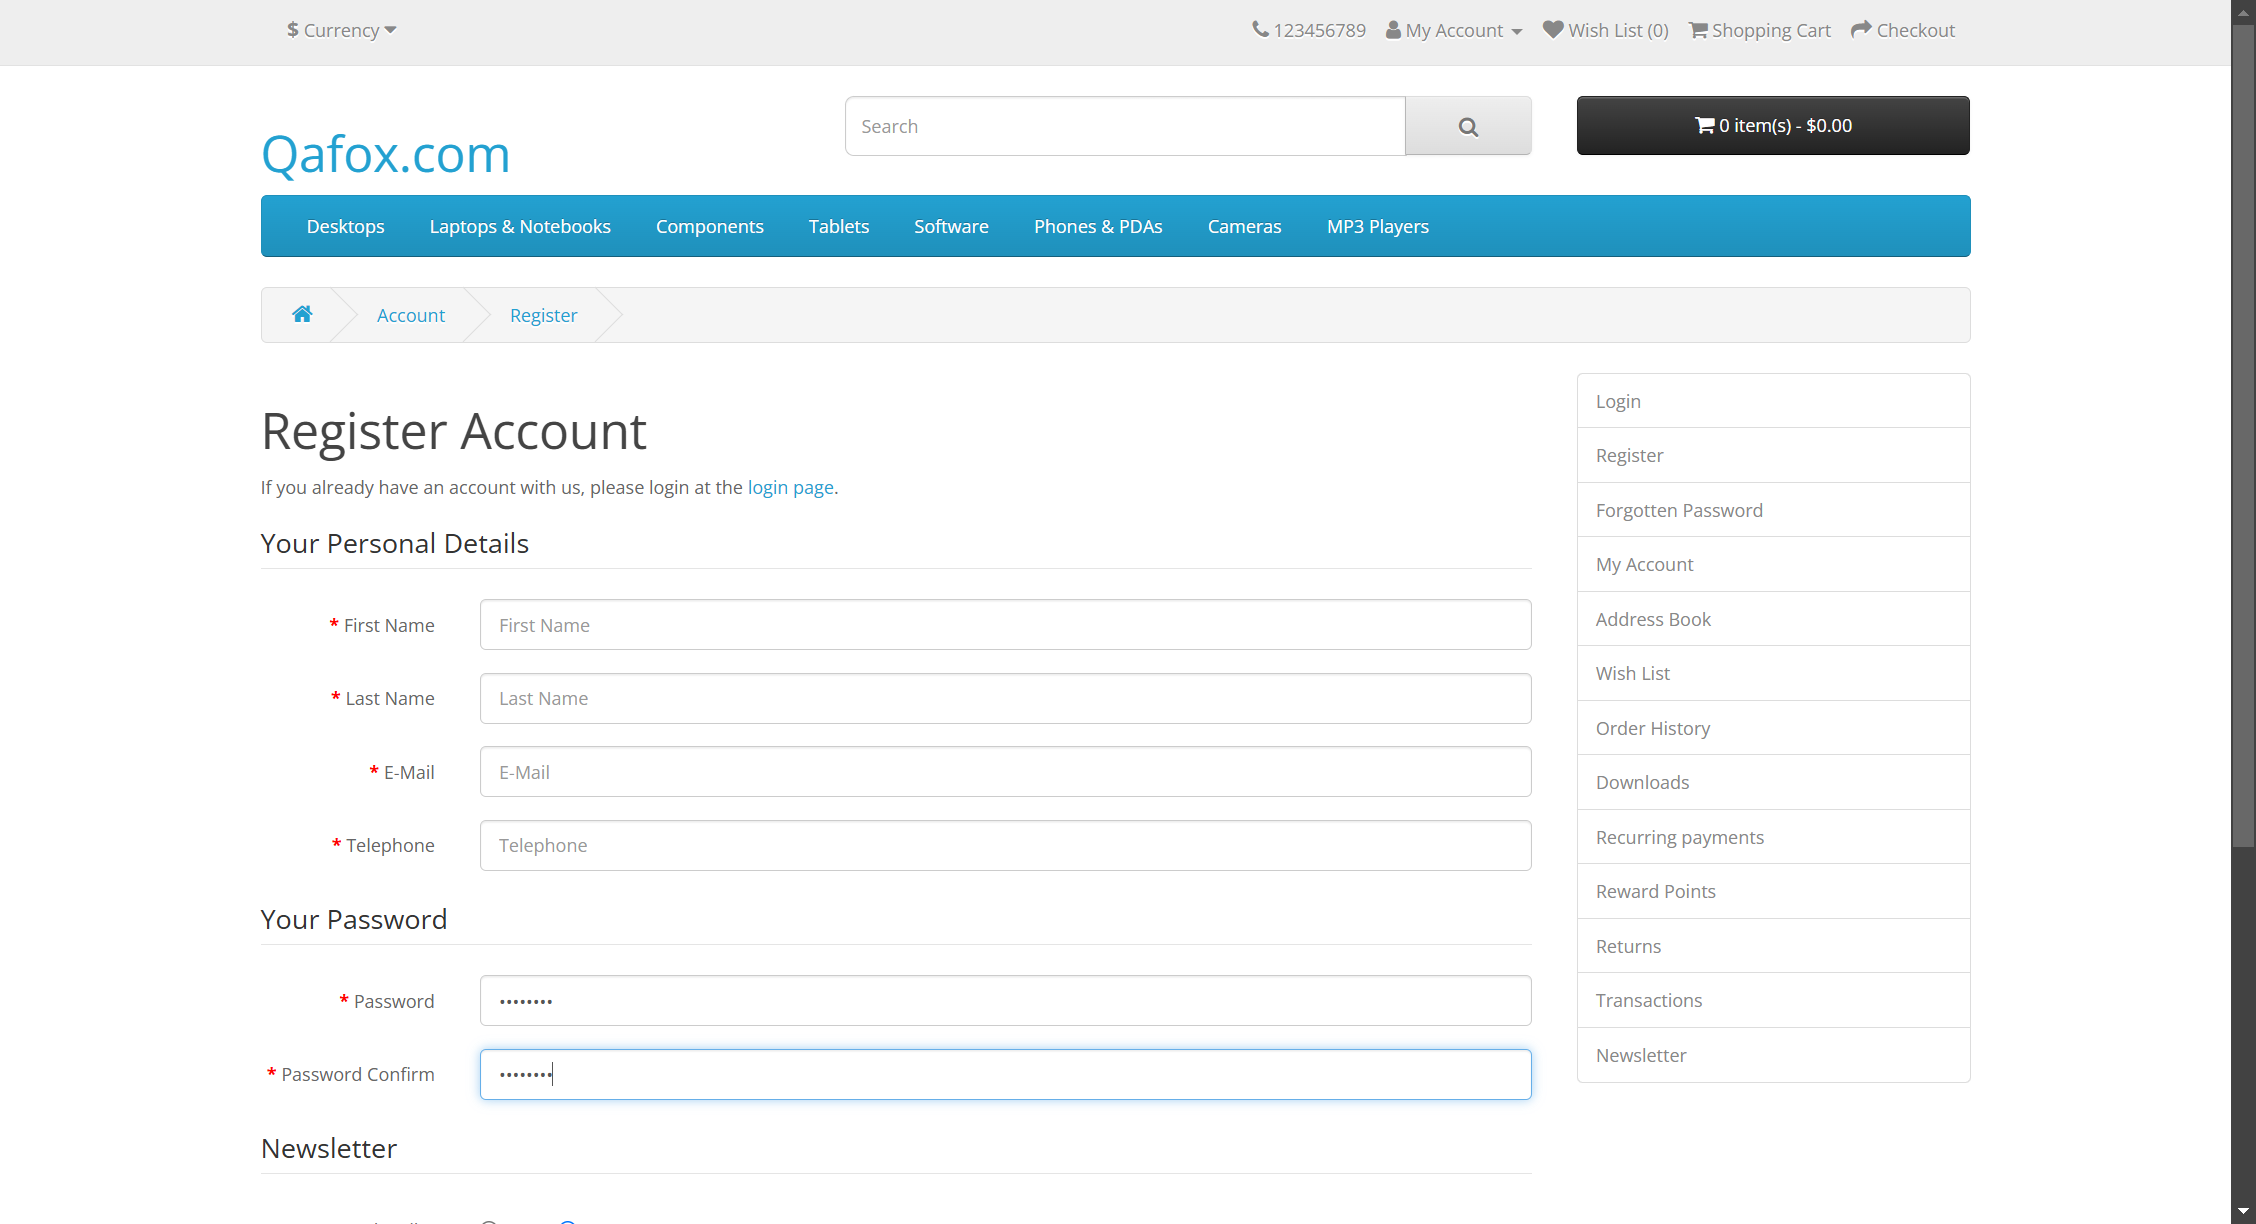 $ Currency
123456789 My Account Wish List (0) Shopping Cart Checkout
Qafox.com
Search
0 item(s) - $0.00
Desktops Laptops & Notebooks Components Tablets Software Phones & PDAs Cameras MP3 Players
Account Register
Register Account
If you already have an account with us, please login at the login page.
Your Personal Details
* First Name First Name
* Last Name Last Name
* E-Mail E-Mail
* Telephone Telephone
Your Password
* Password ••••••••
* Password Confirm ••••••••
Newsletter
Login
Register
Forgotten Password
My Account
Address Book
Wish List
Order History
Downloads
Recurring payments
Reward Points
Returns
Transactions
Newsletter